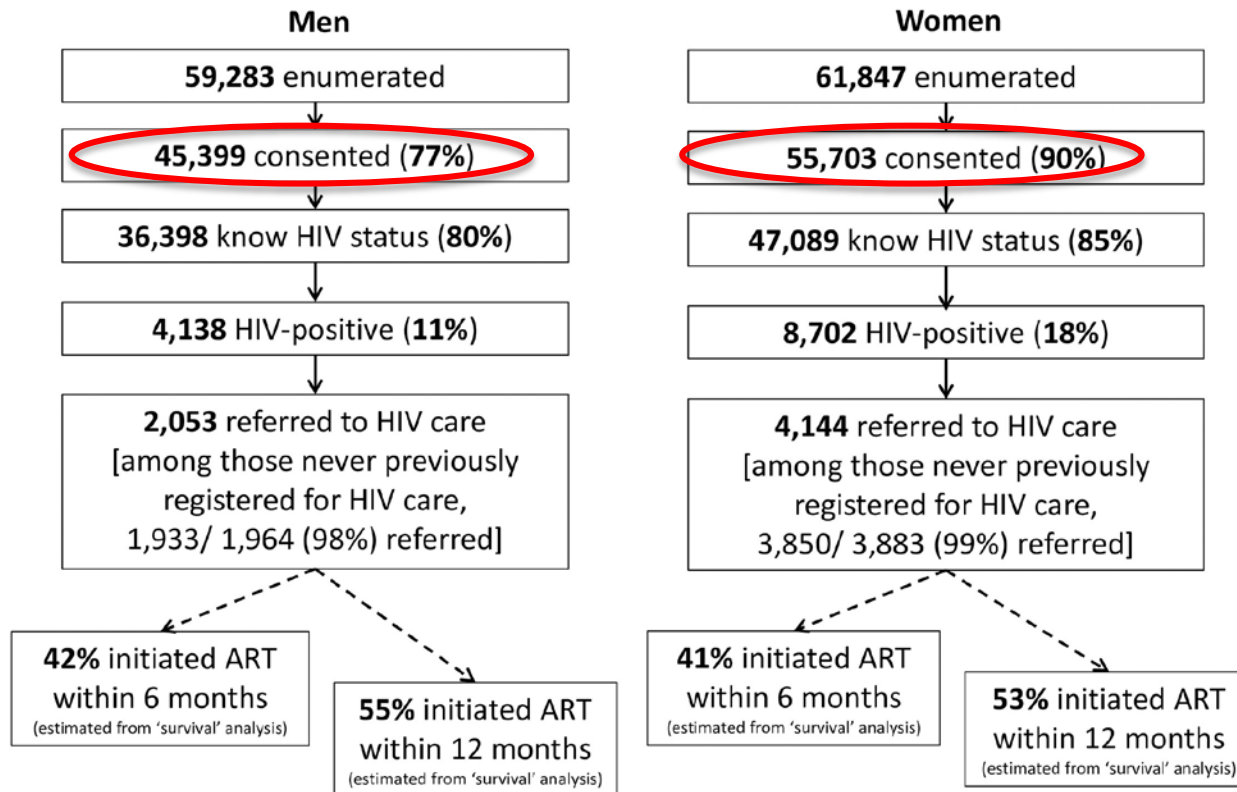 Men
59,283 enumerated
45,399 consented (77%)
36,398 know HIV status (80%)
4,138 HIV-positive (11%)
2,053 referred to HIV care
[among those never previously
registered for HIV care,
1,933/ 1,964 (98%) referred]
42% initiated ART
within 6 months
(estimated from ‘survival’ analysis)
55% initiated ART
within 12 months
(estimated from ‘survival’ analysis)
Women
61,847 enumerated
55,703 consented (90%)
47,089 know HIV status (85%)
8,702 HIV-positive (18%)
4,144 referred to HIV care
[among those never previously
registered for HIV care,
3,850/ 3,883 (99%) referred]
41% initiated ART
within 6 months
(estimated from ‘survival’ analysis)
53% initiated ART
within 12 months
(estimated from ‘survival’ analysis)